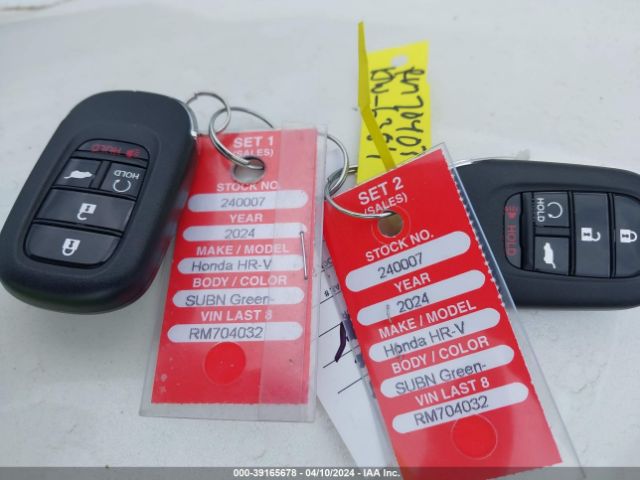 HOLD
HOLD
SET 1
(SALES)
STOCK NO.
240007
YEAR
2024
MAKE / MODEL
Honda HR-V
BODY / COLOR
SUBN Green-
VIN LAST 8
RM704032
SET 2
(SALES)
STOCK NO.
240007
YEAR
2024
MAKE / MODEL
Honda HR-V
BODY / COLOR
SUBN Green-
VIN LAST 8
RM704032
HOLD
HOLD
000-39165678 - 04/10/2024 - IAA Inc.